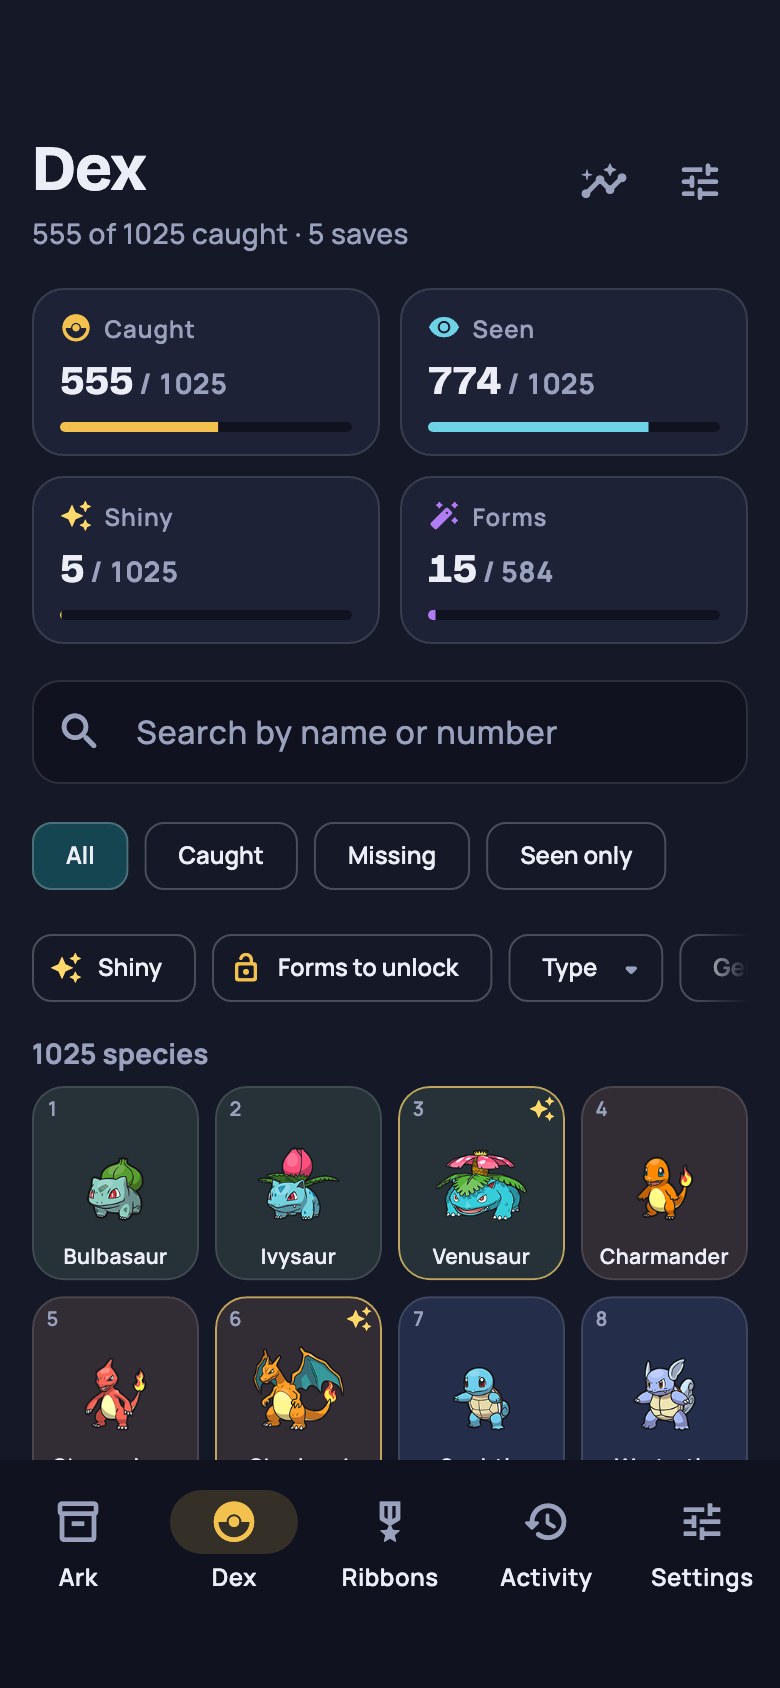 Dex
555 of 1025 caught · 5 saves
Caught
555 / 1025
Seen
774 / 1025
Shiny
5 / 1025
Forms
15 / 584
Search by name or number
All
Caught
Missing
Seen only
Shiny
Forms to unlock
Type
1025 species
1
Bulbasaur
2
Ivysaur
3
Venusaur
4
Charmander
5
6
7
8
Ark
Dex
Ribbons
Activity
Settings